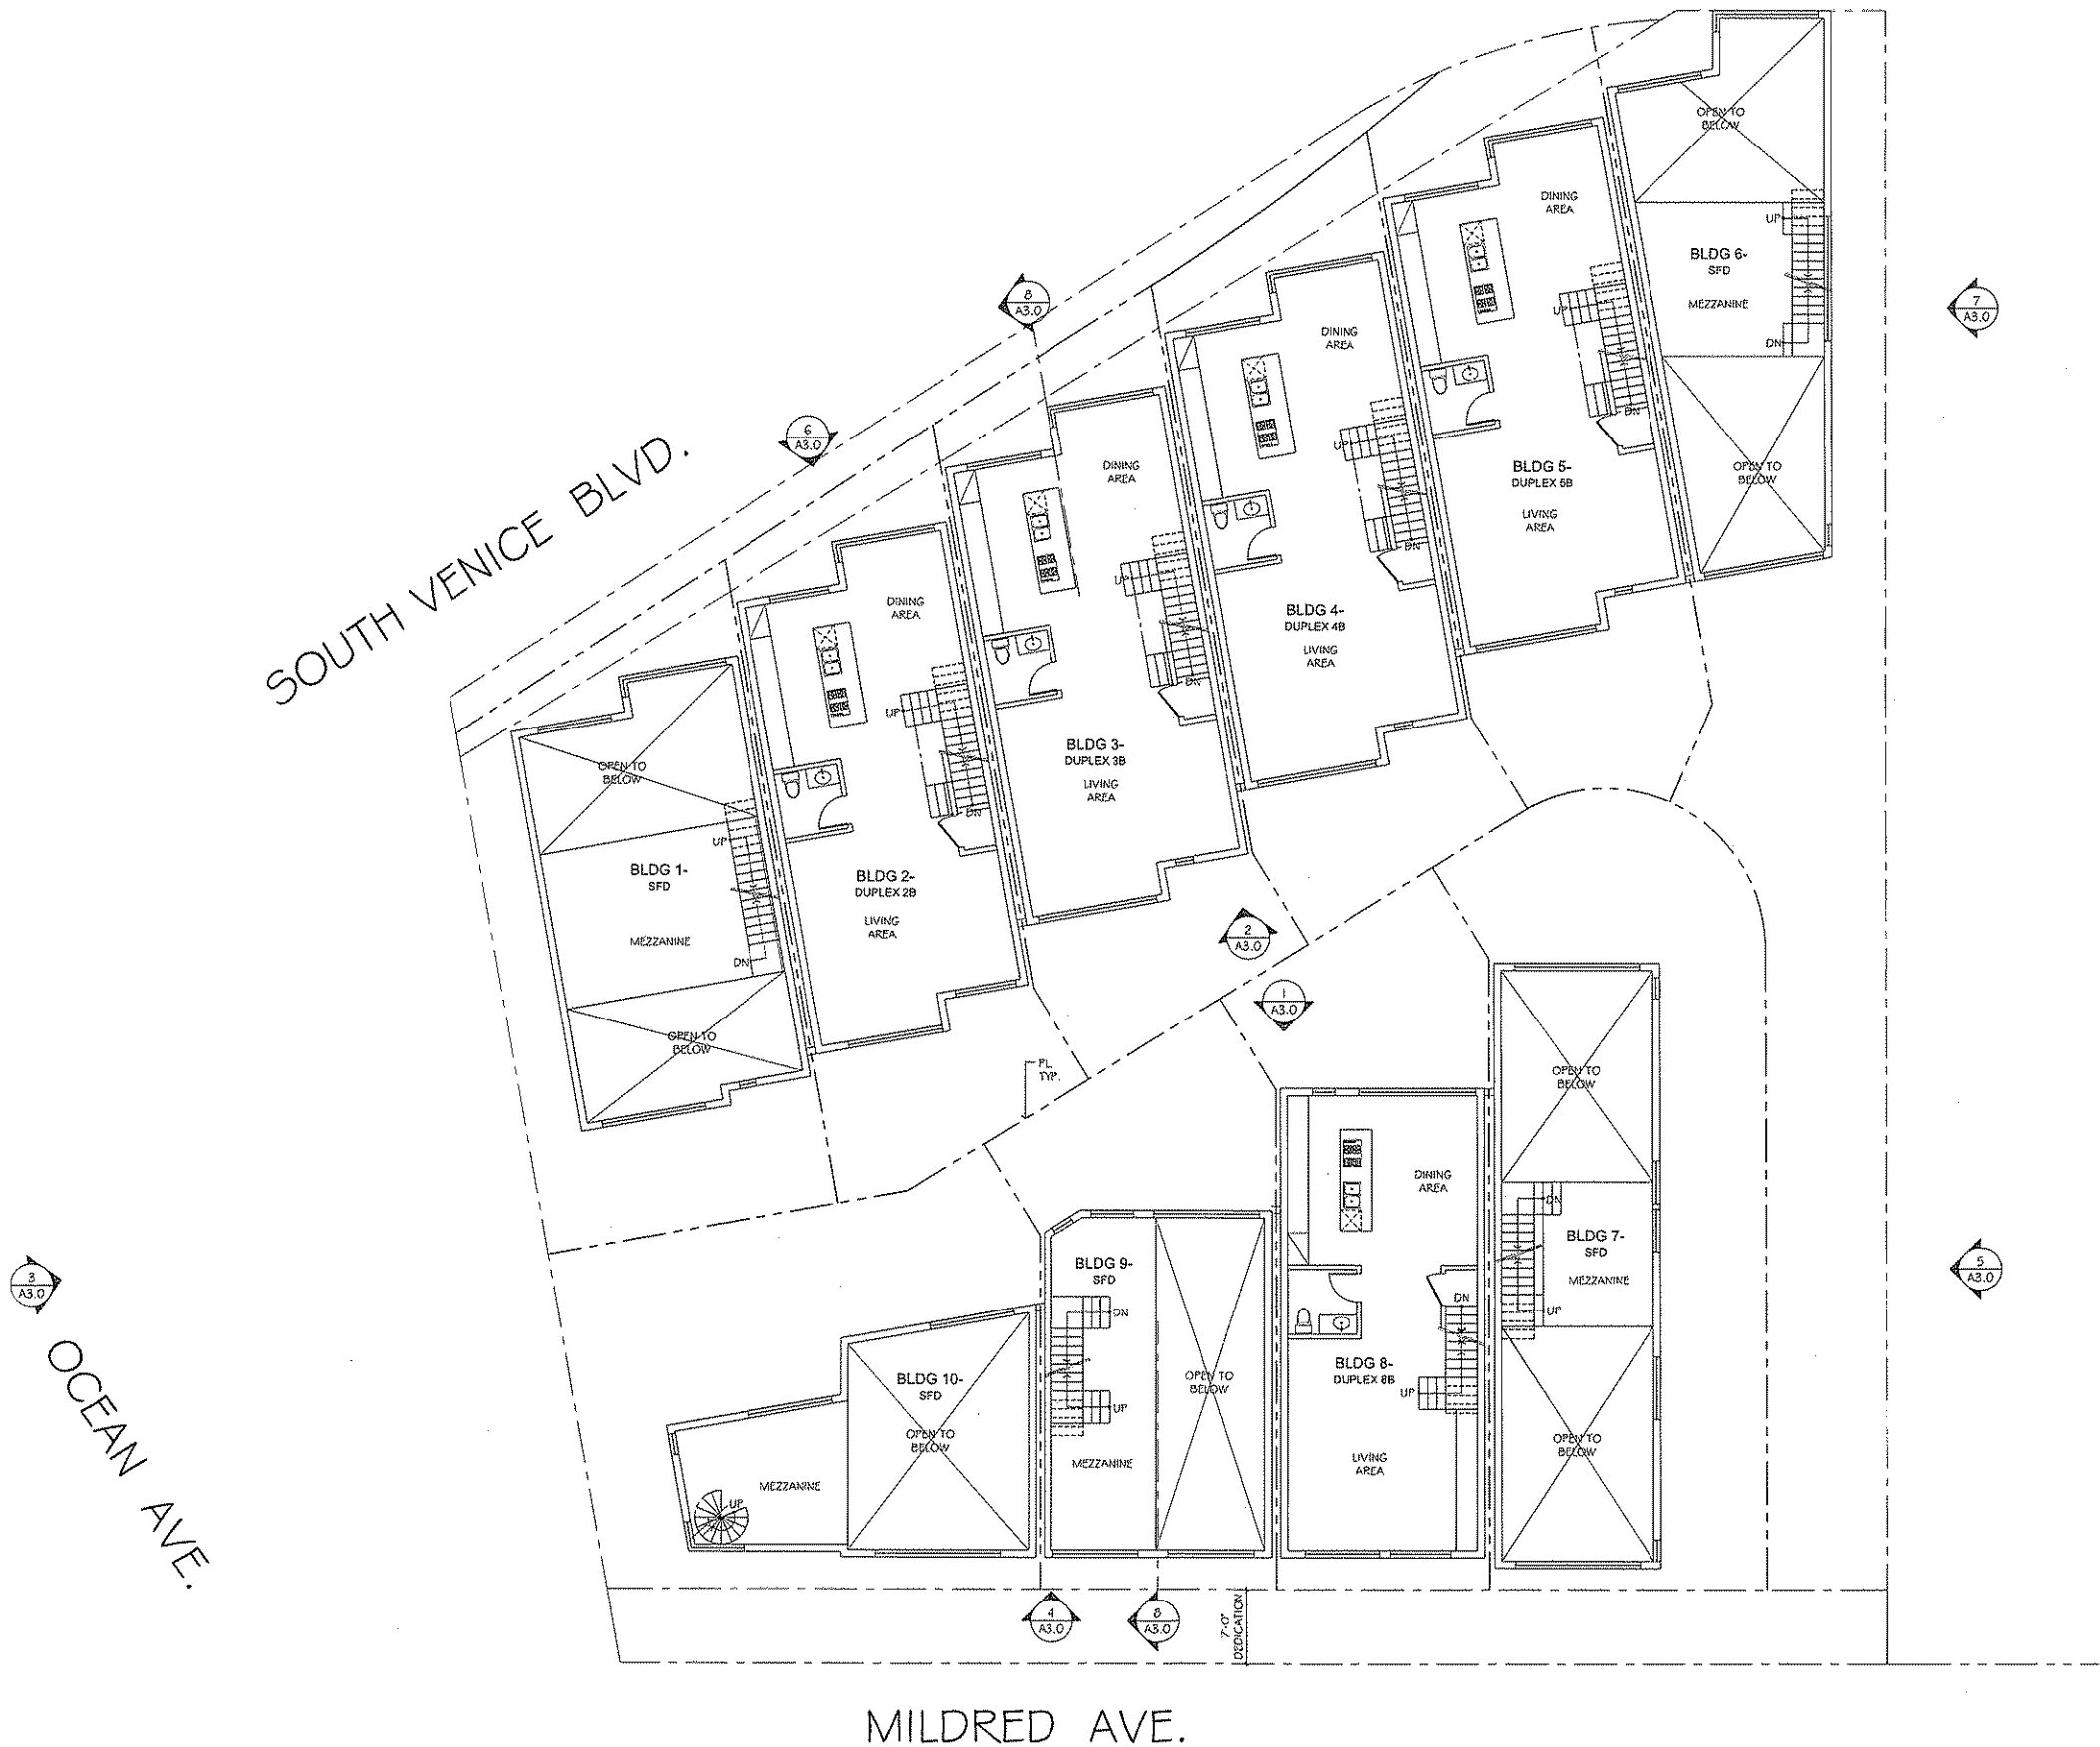 SOUTH VENICE BLVD.
OCEAN AVE.
MILDRED AVE.
8
A3.0
6
A3.0
7
A3.0
2
A3.0
1
A3.0
3
A3.0
5
A3.0
4
A3.0
8
A3.0
OPEN TO
BELOW
UP
BLDG 6-
SFD
MEZZANINE
DN
OPEN TO
BELOW
DINING
AREA
UP
DN
BLDG 5-
DUPLEX 5B
LIVING
AREA
DINING
AREA
UP
DN
BLDG 4-
DUPLEX 4B
LIVING
AREA
DINING
AREA
UP
DN
BLDG 3-
DUPLEX 3B
LIVING
AREA
DINING
AREA
UP
DN
BLDG 2-
DUPLEX 2B
LIVING
AREA
OPEN TO
BELOW
UP
BLDG 1-
SFD
MEZZANINE
DN
OPEN TO
BELOW
PL.
TYP.
OPEN TO
BELOW
DN
BLDG 7-
SFD
MEZZANINE
UP
OPEN TO
BELOW
DINING
AREA
DN
BLDG 8-
DUPLEX 8B
UP
LIVING
AREA
BLDG 9-
SFD
DN
OPEN TO
BELOW
UP
MEZZANINE
BLDG 10-
SFD
OPEN TO
BELOW
MEZZANINE
UP
7'-0"
DEDICATION